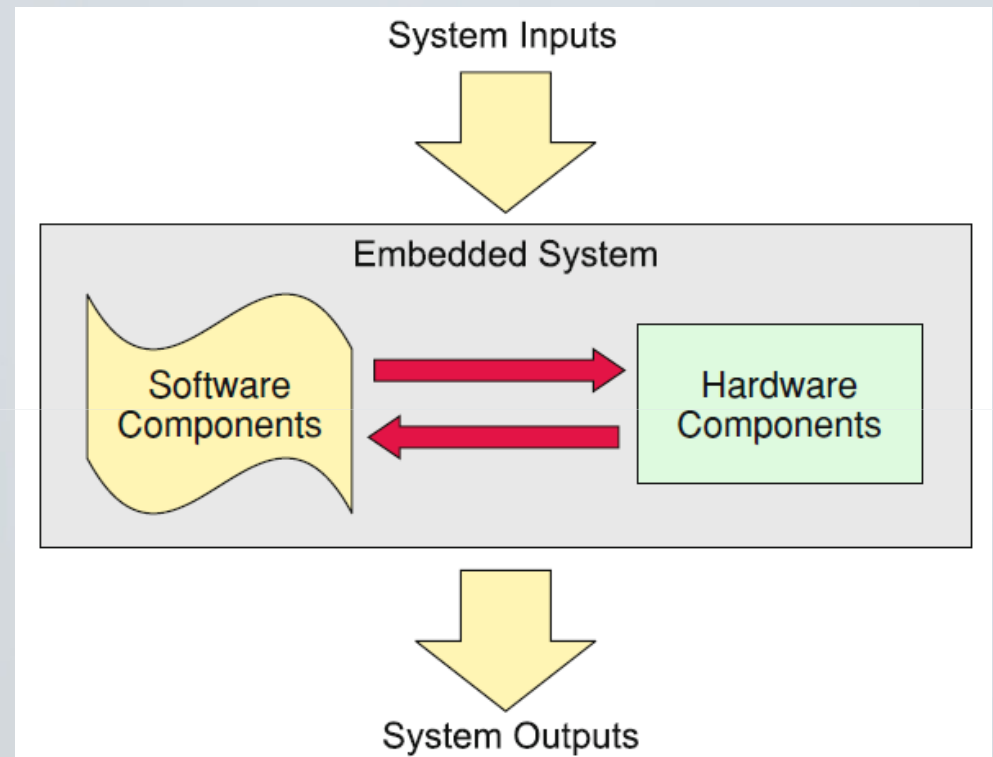 System Inputs
Embedded System
Software
Components
Hardware
Components
System Outputs